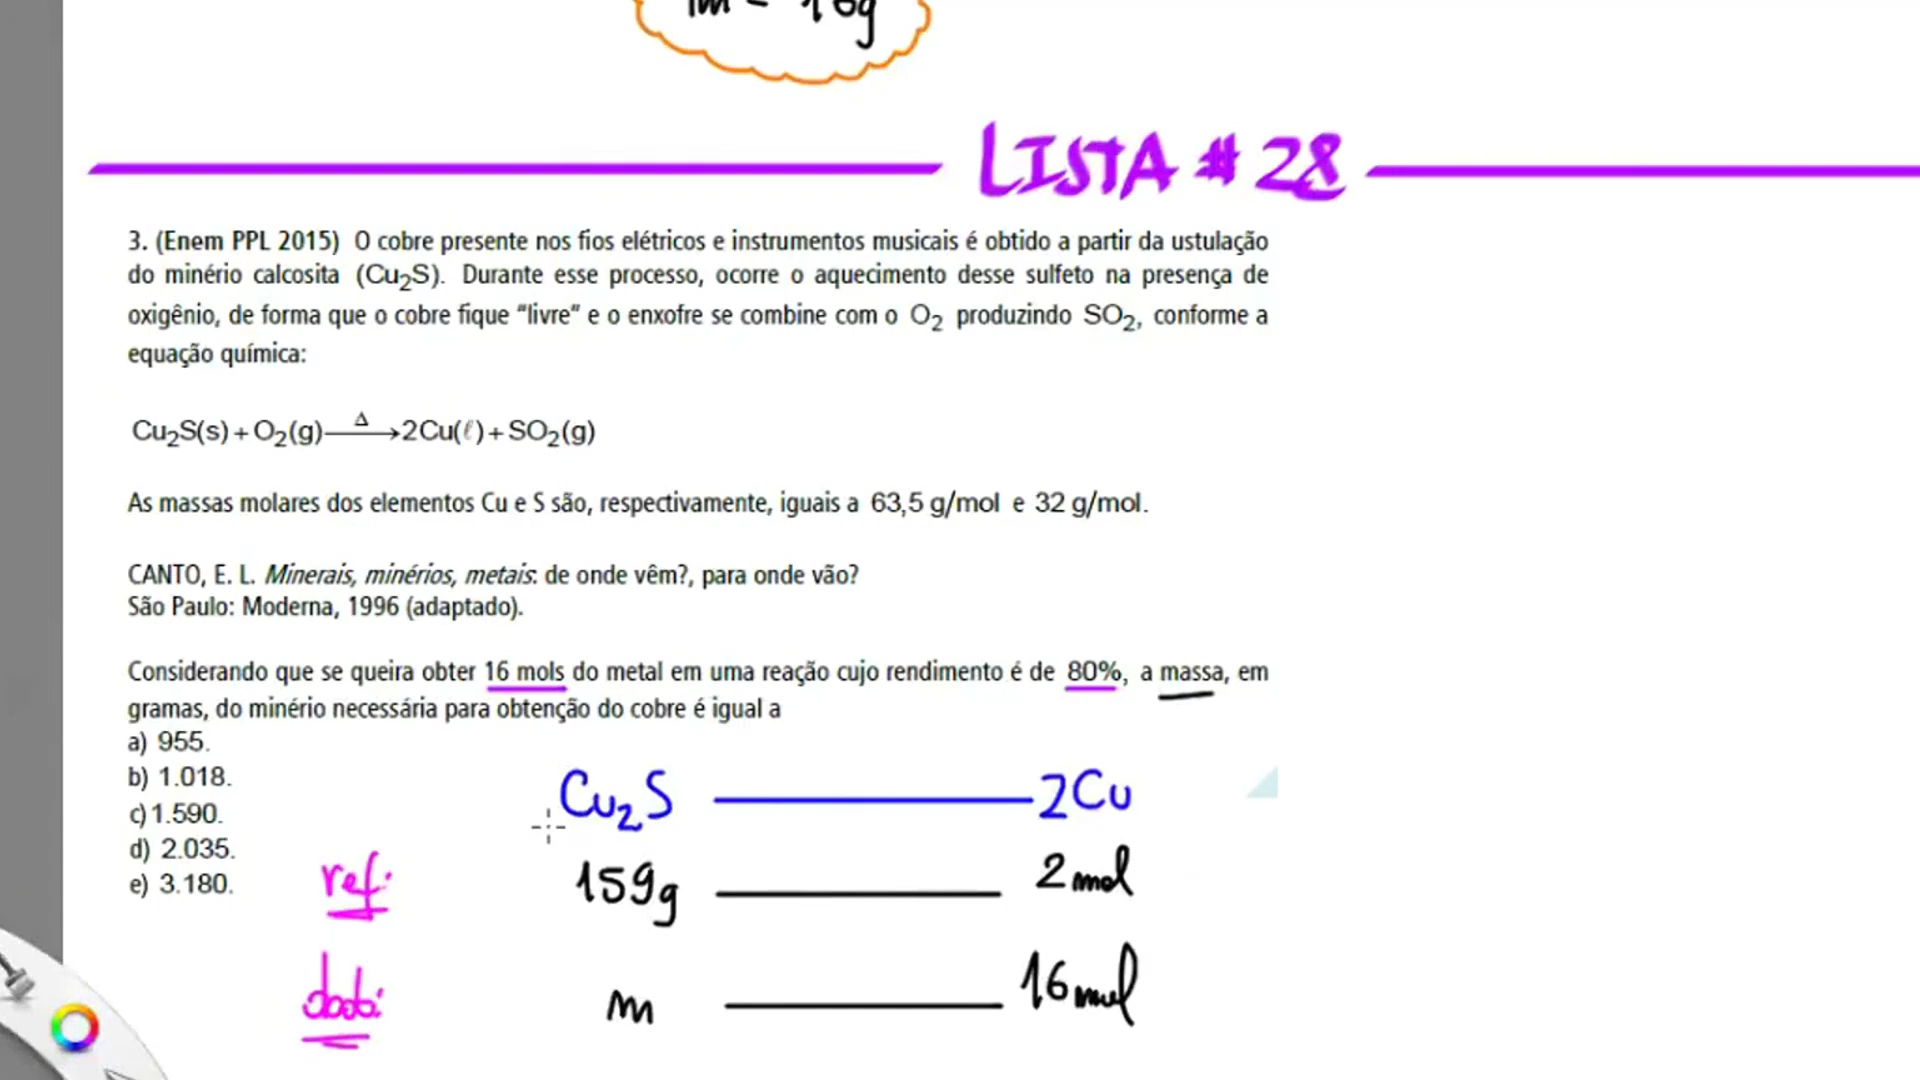 m = 16g
LISTA # 28
3. (Enem PPL 2015) O cobre presente nos fios elétricos e instrumentos musicais é obtido a partir da ustulação
do minério calcosita (Cu₂S). Durante esse processo, ocorre o aquecimento desse sulfeto na presença de
oxigênio, de forma que o cobre fique "livre" e o enxofre se combine com o O₂ produzindo SO₂, conforme a
equação química:
Cu₂S(s) + O₂(g) —Δ→ 2Cu(ℓ) + SO₂(g)
As massas molares dos elementos Cu e S são, respectivamente, iguais a 63,5 g/mol e 32 g/mol.
CANTO, E. L. Minerais, minérios, metais: de onde vêm?, para onde vão?
São Paulo: Moderna, 1996 (adaptado).
Considerando que se queira obter 16 mols do metal em uma reação cujo rendimento é de 80%, a massa, em
gramas, do minério necessária para obtenção do cobre é igual a
a) 955.
b) 1.018.
c) 1.590.
d) 2.035.
e) 3.180.
Cu₂S 2Cu
ref: 159g 2mol
dado: m 16mol